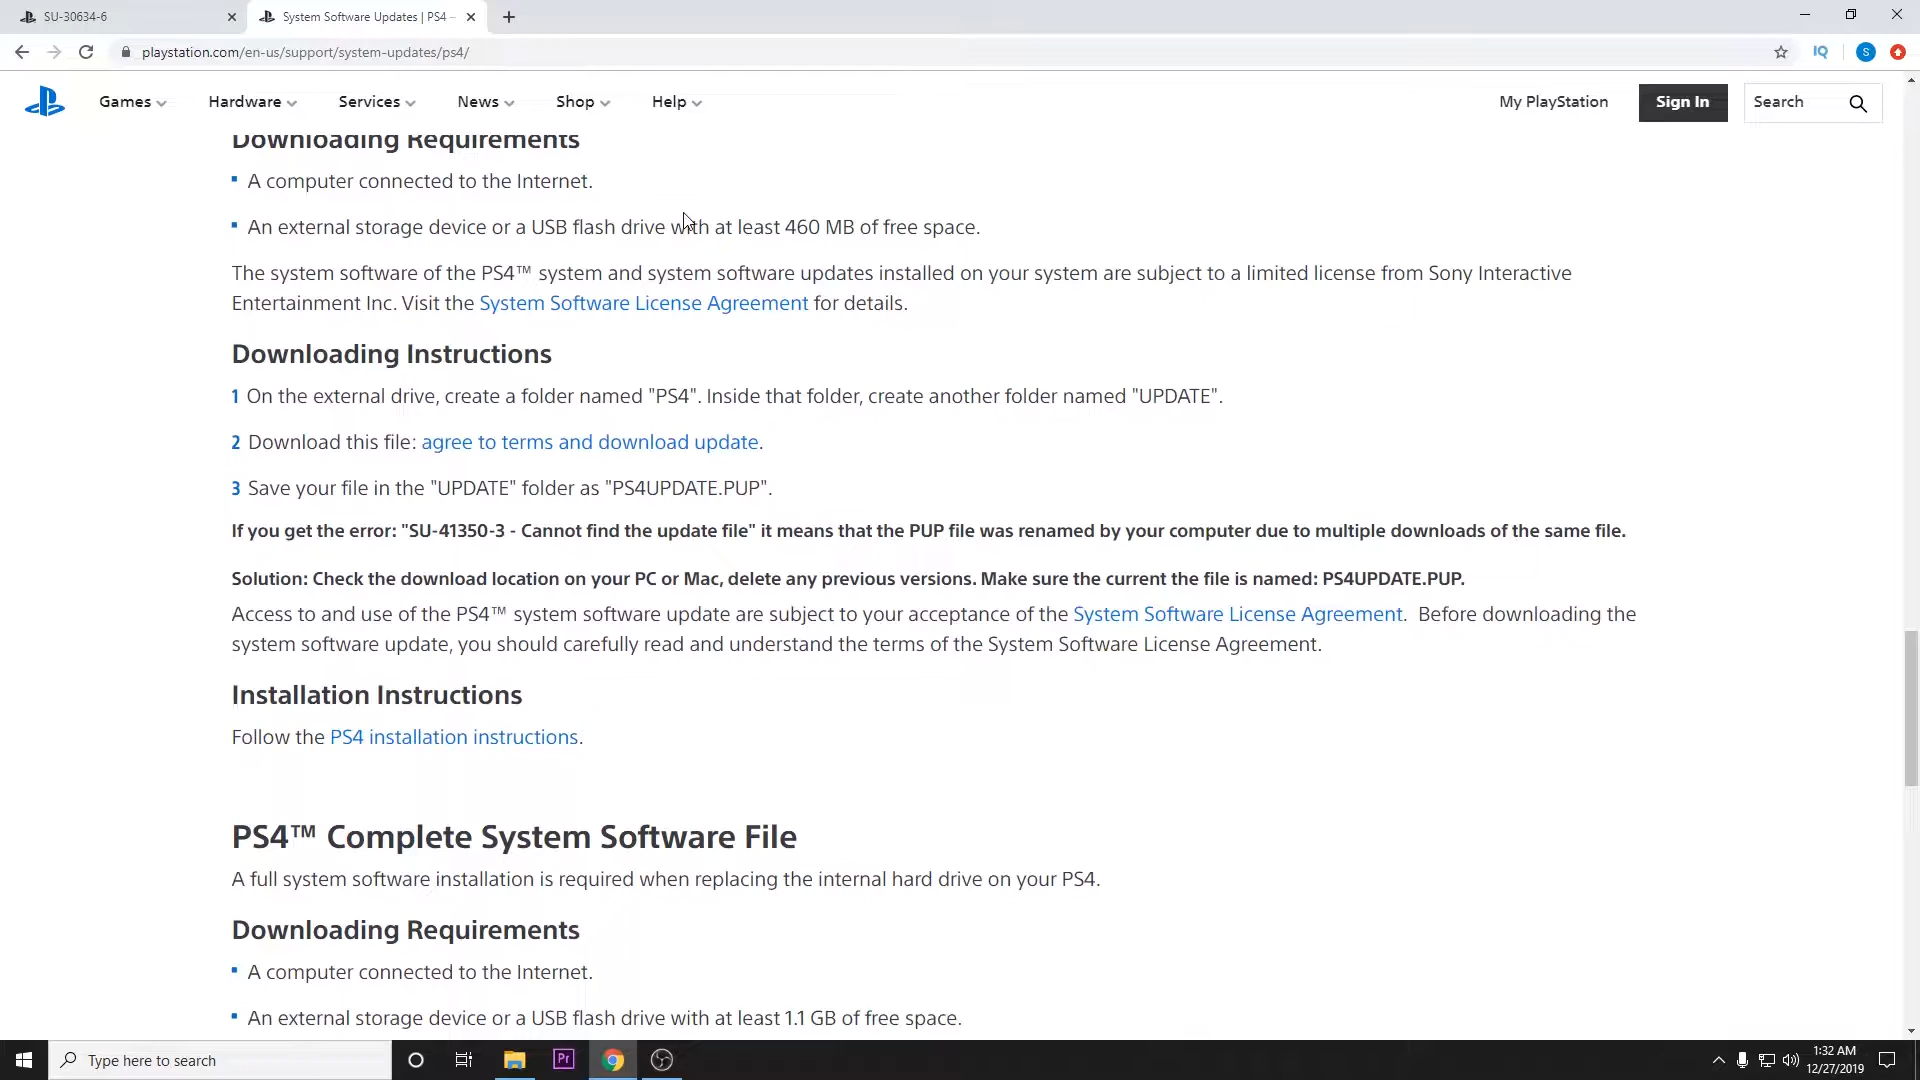 SU-30634-6
System Software Updates | PS4 –
playstation.com/en-us/support/system-updates/ps4/
IQ
S
Games
Hardware
Services
News
Shop
Help
My PlayStation
Sign In
Search
Downloading Requirements
A computer connected to the Internet.
An external storage device or a USB flash drive with at least 460 MB of free space.
The system software of the PS4™ system and system software updates installed on your system are subject to a limited license from Sony Interactive
Entertainment Inc. Visit the System Software License Agreement for details.
Downloading Instructions
1 On the external drive, create a folder named "PS4". Inside that folder, create another folder named "UPDATE".
2 Download this file: agree to terms and download update.
3 Save your file in the "UPDATE" folder as "PS4UPDATE.PUP".
If you get the error: "SU-41350-3 - Cannot find the update file" it means that the PUP file was renamed by your computer due to multiple downloads of the same file.
Solution: Check the download location on your PC or Mac, delete any previous versions. Make sure the current the file is named: PS4UPDATE.PUP.
Access to and use of the PS4™ system software update are subject to your acceptance of the System Software License Agreement. Before downloading the
system software update, you should carefully read and understand the terms of the System Software License Agreement.
Installation Instructions
Follow the PS4 installation instructions.
PS4™ Complete System Software File
A full system software installation is required when replacing the internal hard drive on your PS4.
Downloading Requirements
A computer connected to the Internet.
An external storage device or a USB flash drive with at least 1.1 GB of free space.
Type here to search
Pr
1:32 AM
12/27/2019